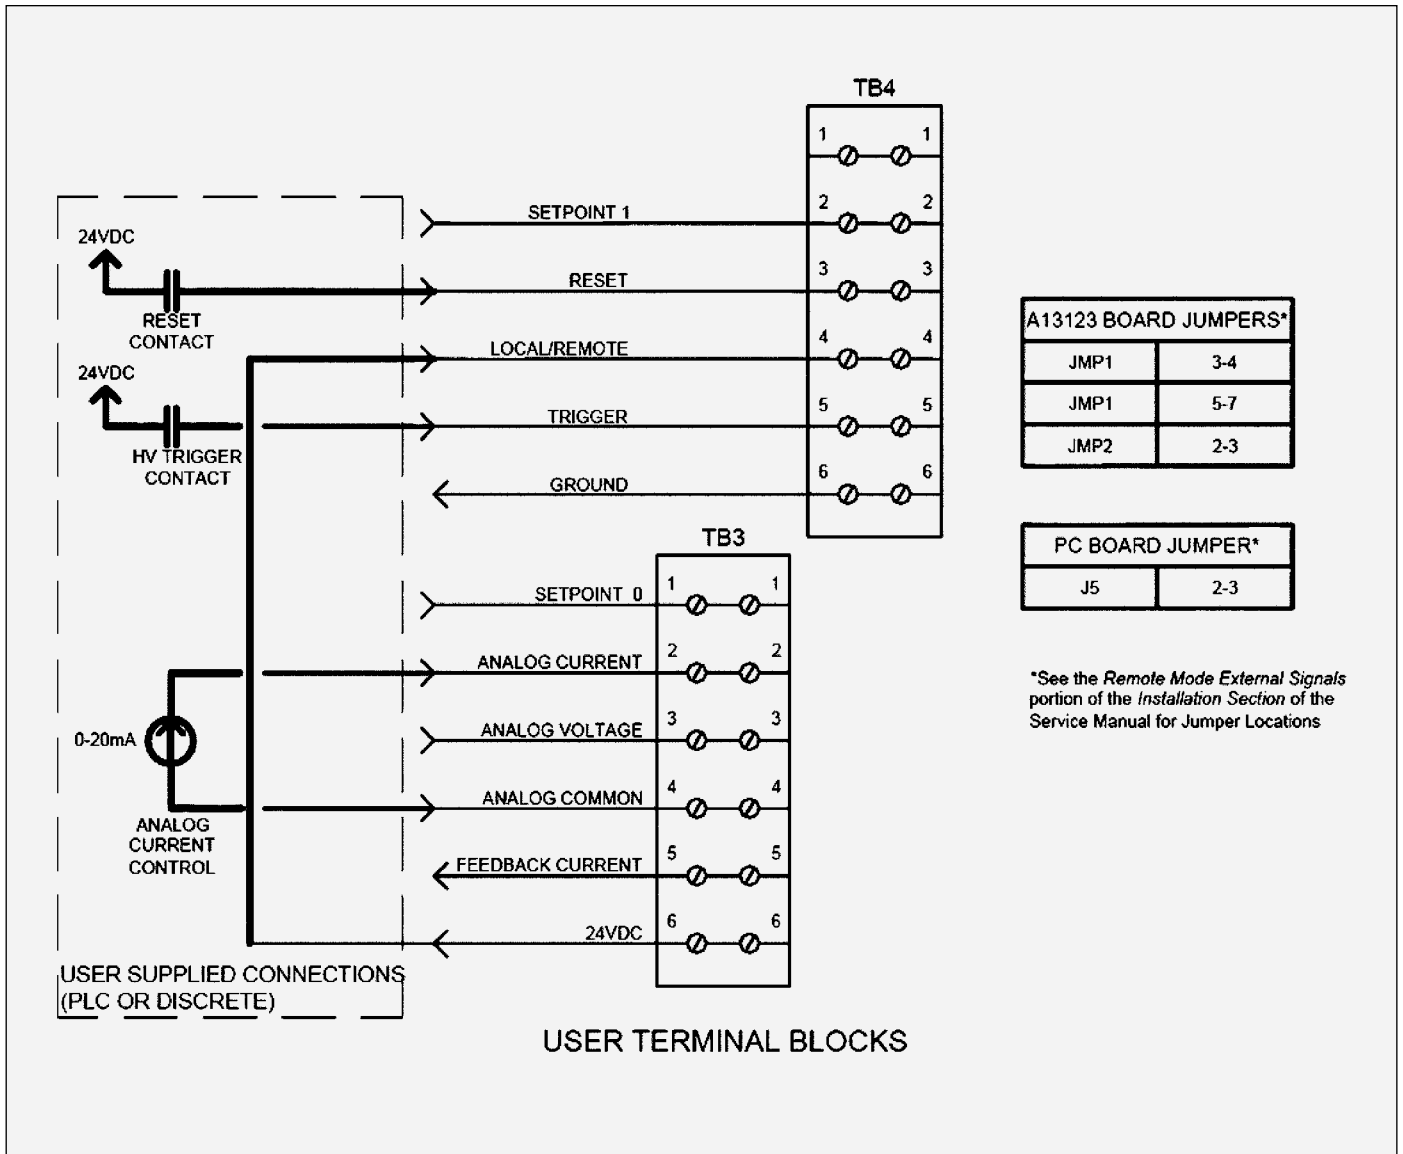 TB4
1 1
SETPOINT 1 2 2
24VDC
RESET 3 3
RESET
CONTACT
LOCAL/REMOTE 4 4
24VDC
TRIGGER 5 5
HV TRIGGER
CONTACT
GROUND 6 6
A13123 BOARD JUMPERS*
JMP1 3-4
JMP1 5-7
JMP2 2-3
PC BOARD JUMPER*
J5 2-3
*See the Remote Mode External Signals
portion of the Installation Section of the
Service Manual for Jumper Locations
TB3
SETPOINT 0 1 1
ANALOG CURRENT 2 2
0-20mA
ANALOG VOLTAGE 3 3
ANALOG COMMON 4 4
ANALOG
CURRENT
CONTROL
FEEDBACK CURRENT 5 5
24VDC 6 6
USER SUPPLIED CONNECTIONS
(PLC OR DISCRETE)
USER TERMINAL BLOCKS